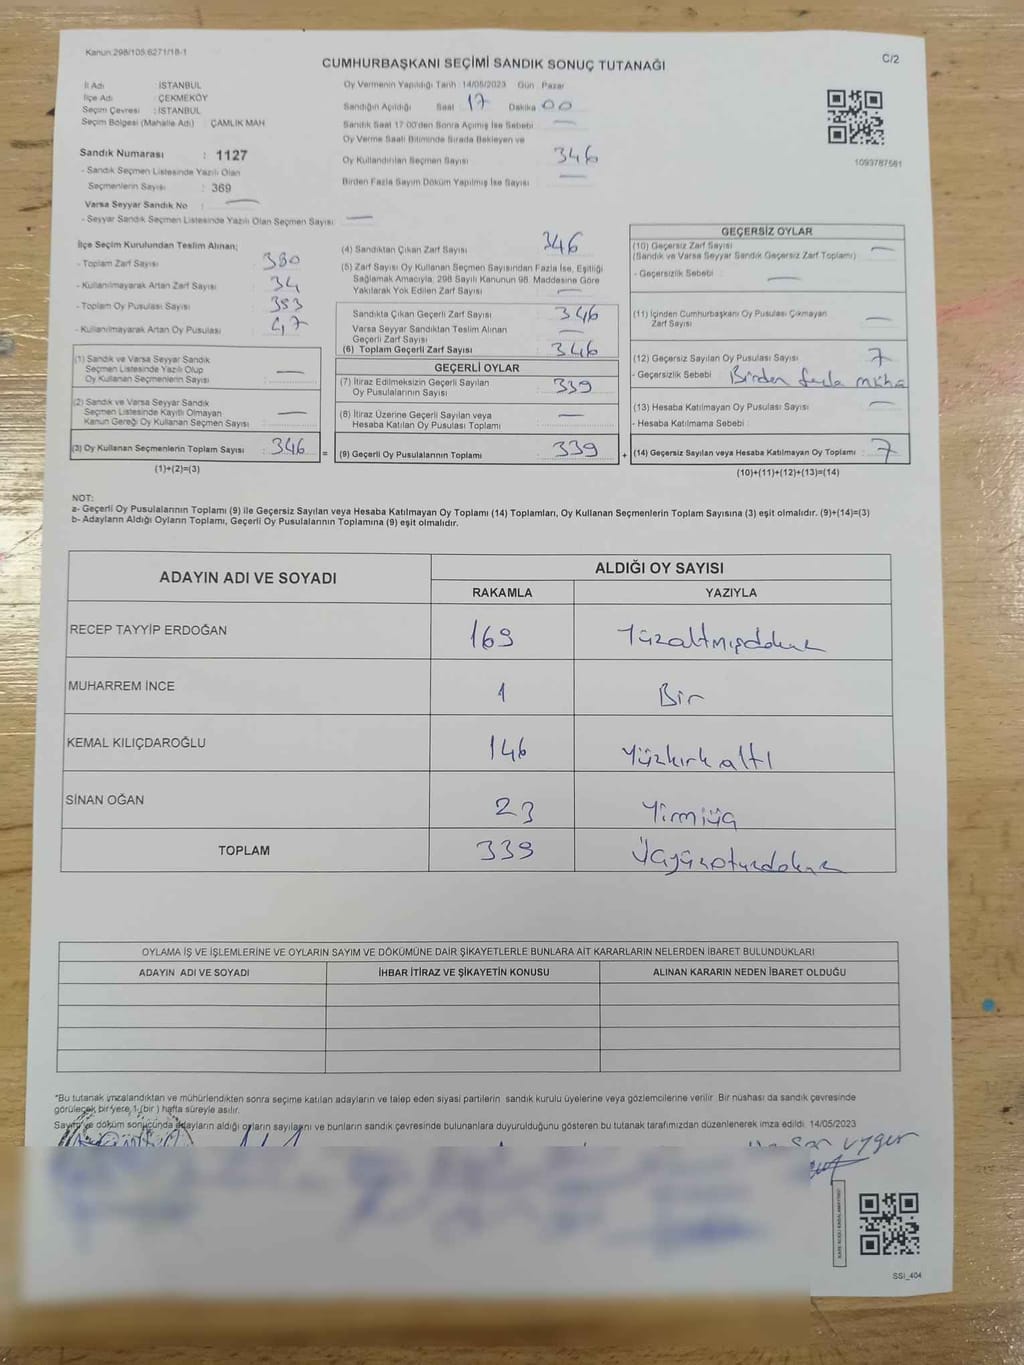 Kanun:298/105,6271/18-1
C/2
CUMHURBAŞKANI SEÇİMİ SANDIK SONUÇ TUTANAĞI
İl Adı : İSTANBUL
İlçe Adı : ÇEKMEKÖY
Seçim Çevresi : İSTANBUL
Seçim Bölgesi (Mahalle Adı) : ÇAMLIK MAH
Sandık Numarası : 1127
- Sandık Seçmen Listesinde Yazılı Olan
Seçmenlerin Sayısı : 369
Varsa Seyyar Sandık No :
- Seyyar Sandık Seçmen Listesinde Yazılı Olan Seçmen Sayısı :
Oy Vermenin Yapıldığı Tarih :14/05/2023 Gün : Pazar
Sandığın Açıldığı Saat : 17 Dakika : 00
Sandık Saat 17:00'den Sonra Açılmış İse Sebebi
Oy Verme Saati Bitiminde Sırada Bekleyen ve
Oy Kullandırılan Seçmen Sayısı 346
Birden Fazla Sayım Döküm Yapılmış İse Sayısı
1093787581
İlçe Seçim Kurulundan Teslim Alınan;
- Toplam Zarf Sayısı : 380
- Kullanılmayarak Artan Zarf Sayısı : 34
- Toplam Oy Pusulası Sayısı : 393
- Kullanılmayarak Artan Oy Pusulası : 47
(1) Sandık ve Varsa Seyyar Sandık
Seçmen Listesinde Yazılı Olup
Oy Kullanan Seçmenlerin Sayısı :
(2) Sandık ve Varsa Seyyar Sandık
Seçmen Listesinde Kayıtlı Olmayan
Kanun Gereği Oy Kullanan Seçmen Sayısı :
(3) Oy Kullanan Seçmenlerin Toplam Sayısı : 346
(1)+(2)=(3)
(4) Sandıktan Çıkan Zarf Sayısı 346
(5) Zarf Sayısı Oy Kullanan Seçmen Sayısından Fazla İse, Eşitliği
Sağlamak Amacıyla, 298 Sayılı Kanunun 98. Maddesine Göre
Yakılarak Yok Edilen Zarf Sayısı :
Sandıkta Çıkan Geçerli Zarf Sayısı : 346
Varsa Seyyar Sandıktan Teslim Alınan
Geçerli Zarf Sayısı :
(6) Toplam Geçerli Zarf Sayısı : 346
GEÇERLİ OYLAR
(7) İtiraz Edilmeksizin Geçerli Sayılan
Oy Pusulalarının Sayısı : 339
(8) İtiraz Üzerine Geçerli Sayılan veya
Hesaba Katılan Oy Pusulası Toplamı :
= (9) Geçerli Oy Pusulalarının Toplamı : 339 +
GEÇERSİZ OYLAR
(10) Geçersiz Zarf Sayısı
(Sandık ve Varsa Seyyar Sandık Geçersiz Zarf Toplamı)
- Geçersizlik Sebebi :
(11) İçinden Cumhurbaşkanı Oy Pusulası Çıkmayan
Zarf Sayısı
(12) Geçersiz Sayılan Oy Pusulası Sayısı : 7
- Geçersizlik Sebebi : Birden fazla mühür
(13) Hesaba Katılmayan Oy Pusulası Sayısı :
- Hesaba Katılmama Sebebi :
(14) Geçersiz Sayılan veya Hesaba Katılmayan Oy Toplamı : 7
(10)+(11)+(12)+(13)=(14)
NOT:
a- Geçerli Oy Pusulalarının Toplamı (9) ile Geçersiz Sayılan veya Hesaba Katılmayan Oy Toplamı (14) Toplamları, Oy Kullanan Seçmenlerin Toplam Sayısına (3) eşit olmalıdır. (9)+(14)=(3)
b- Adayların Aldığı Oyların Toplamı, Geçerli Oy Pusulalarının Toplamına (9) eşit olmalıdır.
ADAYIN ADI VE SOYADI
ALDIĞI OY SAYISI
RAKAMLA YAZIYLA
RECEP TAYYİP ERDOĞAN 169 Yüzaltmışdokuz
MUHARREM İNCE 1 Bir
KEMAL KILIÇDAROĞLU 146 Yüzkırk altı
SİNAN OĞAN 23 Yirmiüç
TOPLAM 339 Üçyüzotuzdokuz
OYLAMA İŞ VE İŞLEMLERİNE VE OYLARIN SAYIM VE DÖKÜMÜNE DAİR ŞİKAYETLERLE BUNLARA AİT KARARLARIN NELERDEN İBARET BULUNDUKLARI
ADAYIN ADI VE SOYADI İHBAR İTİRAZ VE ŞİKAYETİN KONUSU ALINAN KARARIN NEDEN İBARET OLDUĞU
*Bu tutanak imzalandıktan ve mühürlendikten sonra seçime katılan adayların ve talep eden siyasi partilerin sandık kurulu üyelerine veya gözlemcilerine verilir. Bir nüshası da sandık çevresinde
görülecek bir yere 1 (bir ) hafta süreyle asılır.
Sayım ve döküm sonucunda adayların aldığı oyların sayılarını ve bunların sandık çevresinde bulunanlara duyurulduğunu gösteren bu tutanak tarafımızdan düzenlenerek imza edildi. 14/05/2023
SSİ_404